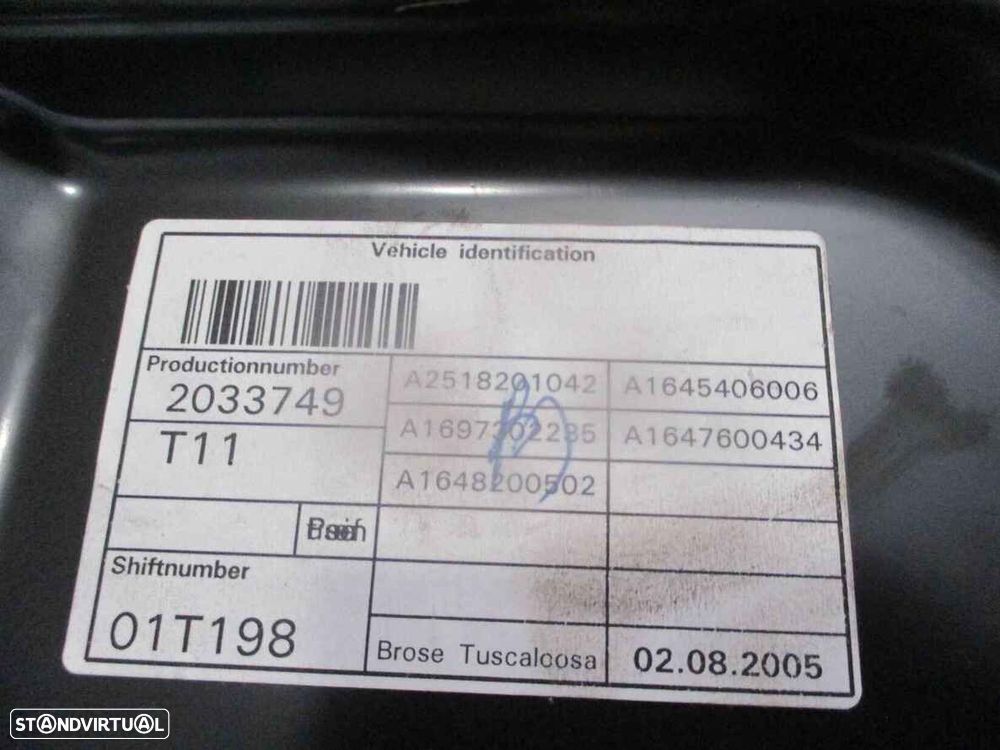 Vehicle identification
Productionnumber
2033749
A2518201042 A1645406006
T11
A1697202285 A1647600434
A1648200502
Shiftnumber
01T198
Brose Tuscalcosa 02.08.2005
STANDVIRTUAL